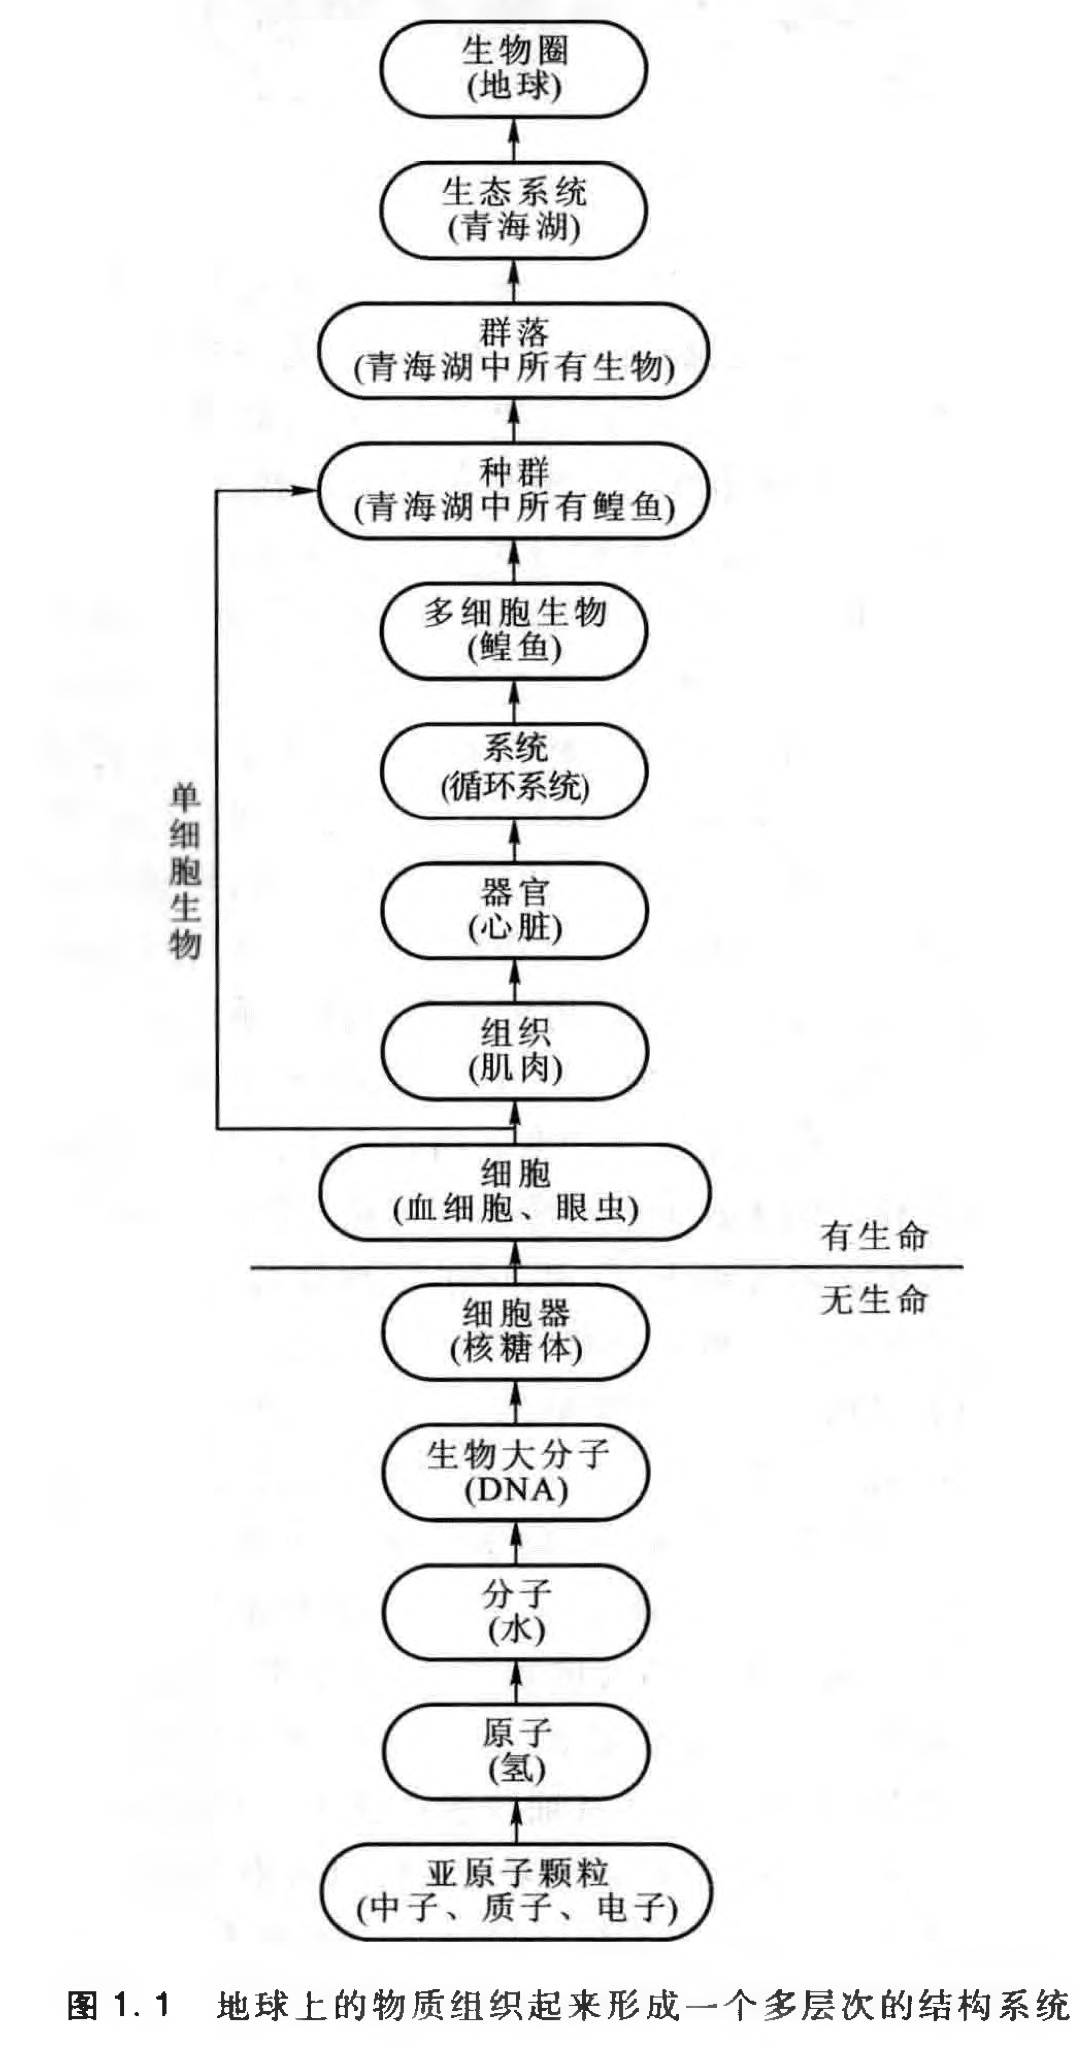 生物圈
(地球)
生态系统
(青海湖)
群落
(青海湖中所有生物)
种群
(青海湖中所有鳇鱼)
多细胞生物
(鳇鱼)
系统
(循环系统)
器官
(心脏)
组织
(肌肉)
单细胞生物
细胞
(血细胞、眼虫)
有生命
无生命
细胞器
(核糖体)
生物大分子
(DNA)
分子
(水)
原子
(氢)
亚原子颗粒
(中子、质子、电子)
图 1.1 地球上的物质组织起来形成一个多层次的结构系统